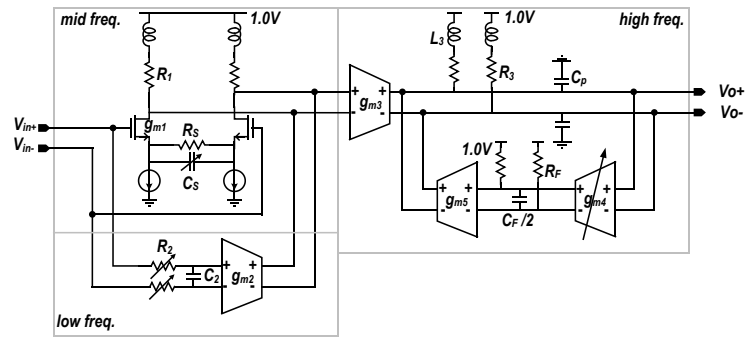 mid freq.
1.0V
R1
Vin+
gm1
RS
Vin-
CS
R2
+
+
C2
gm2
-
-
low freq.
1.0V
high freq.
L3
R3
Cp
+
+
gm3
-
-
Vo+
Vo-
1.0V
RF
+
+
gm5
-
-
CF /2
+
+
gm4
-
-